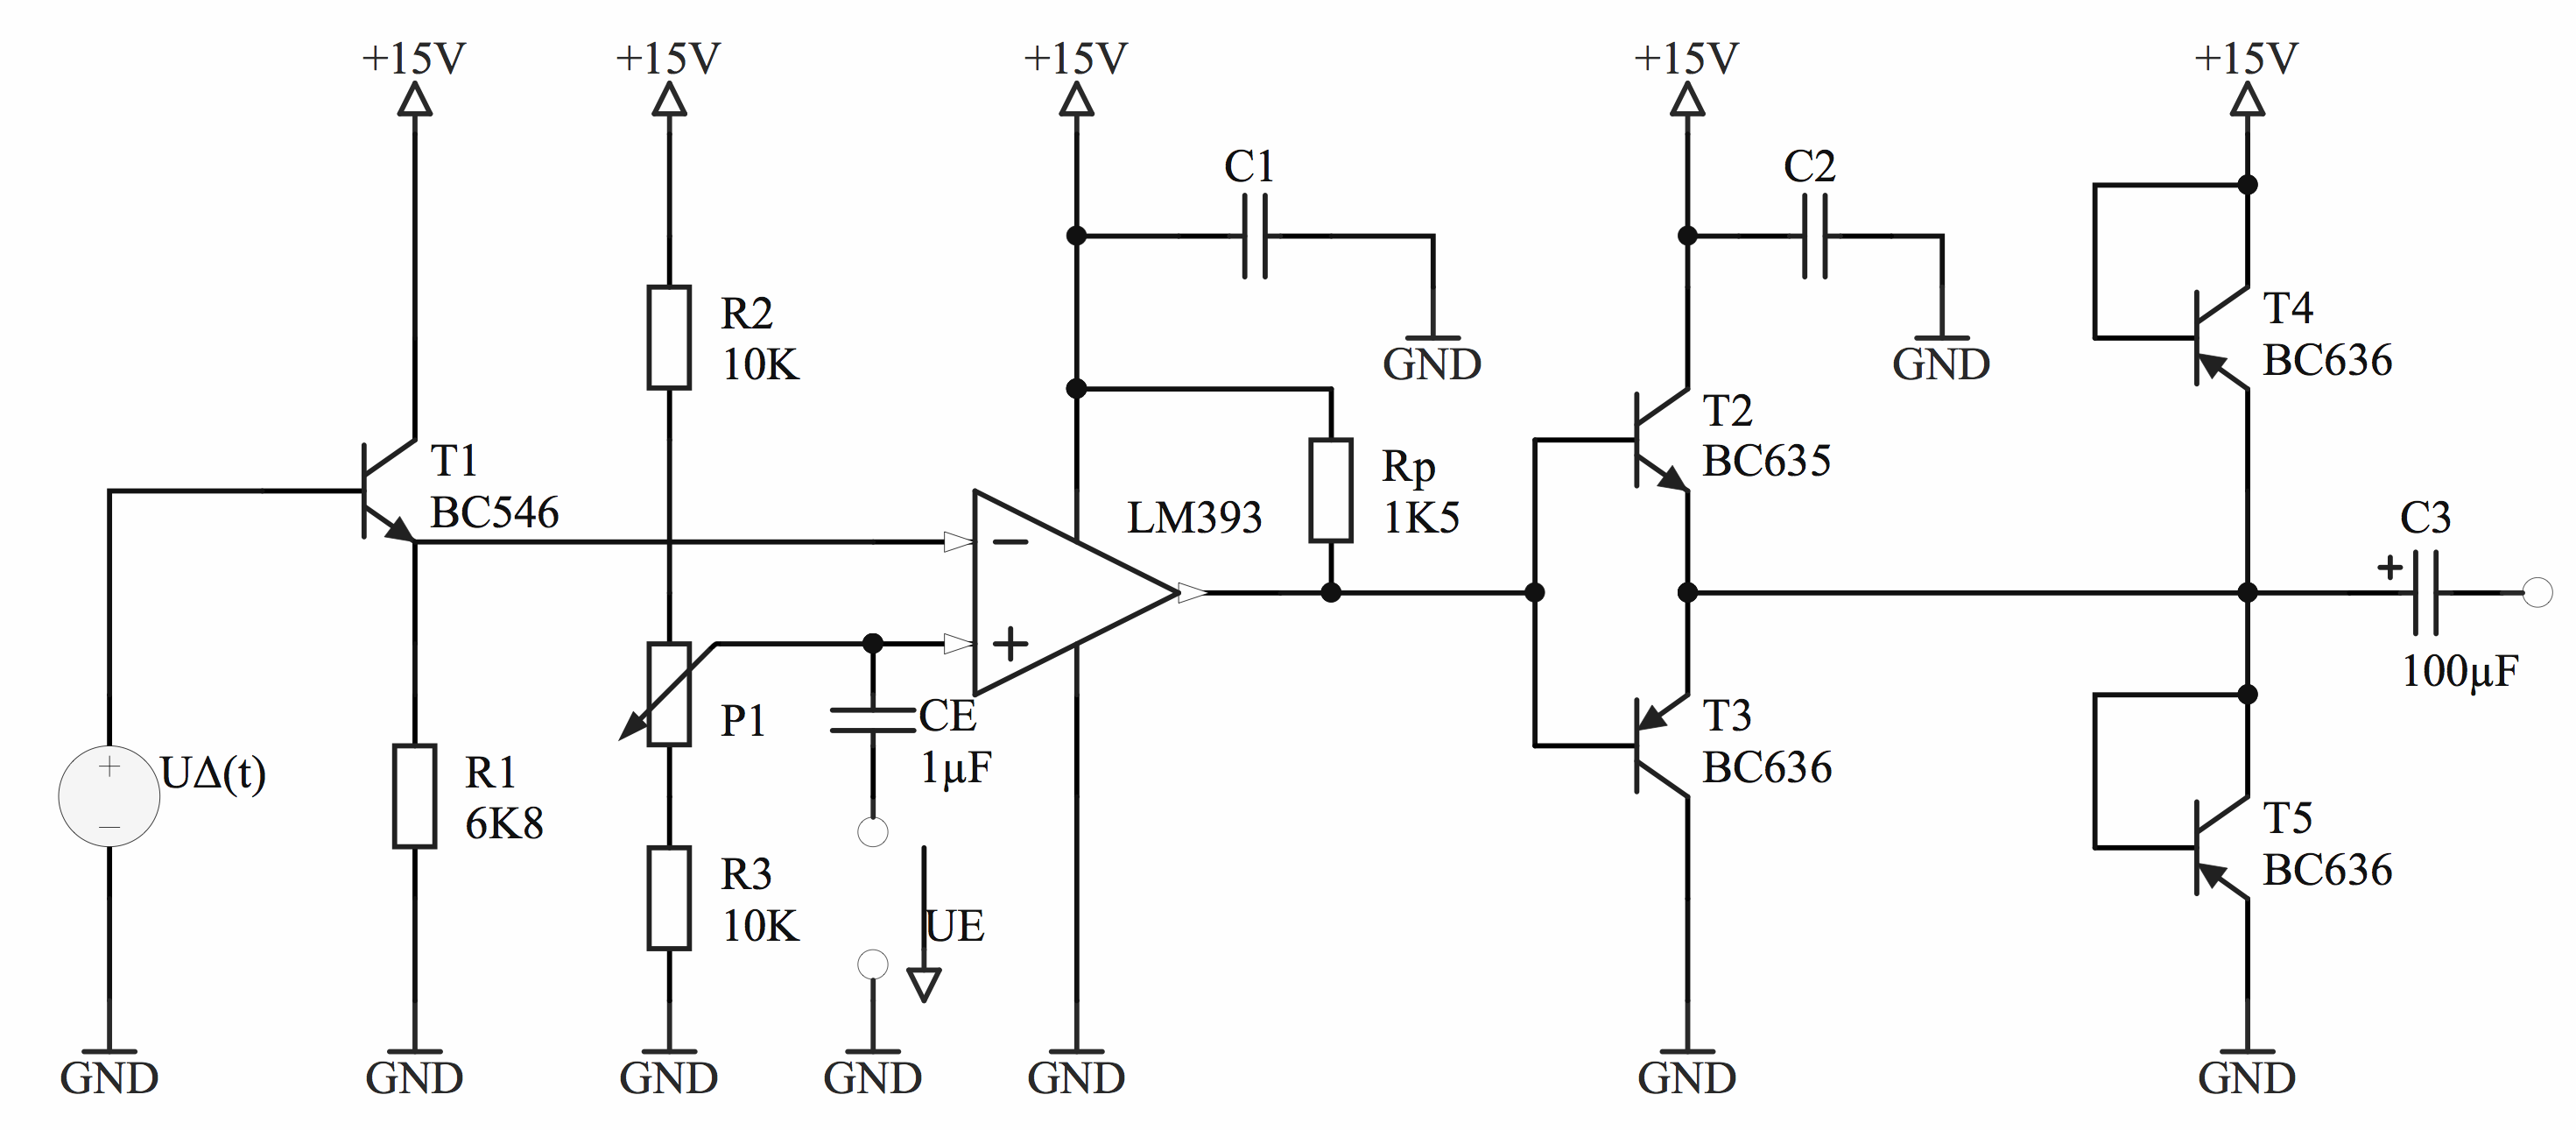 +15V
+15V
+15V
+15V
+15V
C1
C2
R2
10K
GND
GND
T4
BC636
T1
BC546
LM393
Rp
1K5
T2
BC635
C3
+
100µF
−
+
UΔ(t)
+
−
R1
6K8
P1
CE
1µF
T3
BC636
R3
10K
UE
T5
BC636
GND
GND
GND
GND
GND
GND
GND